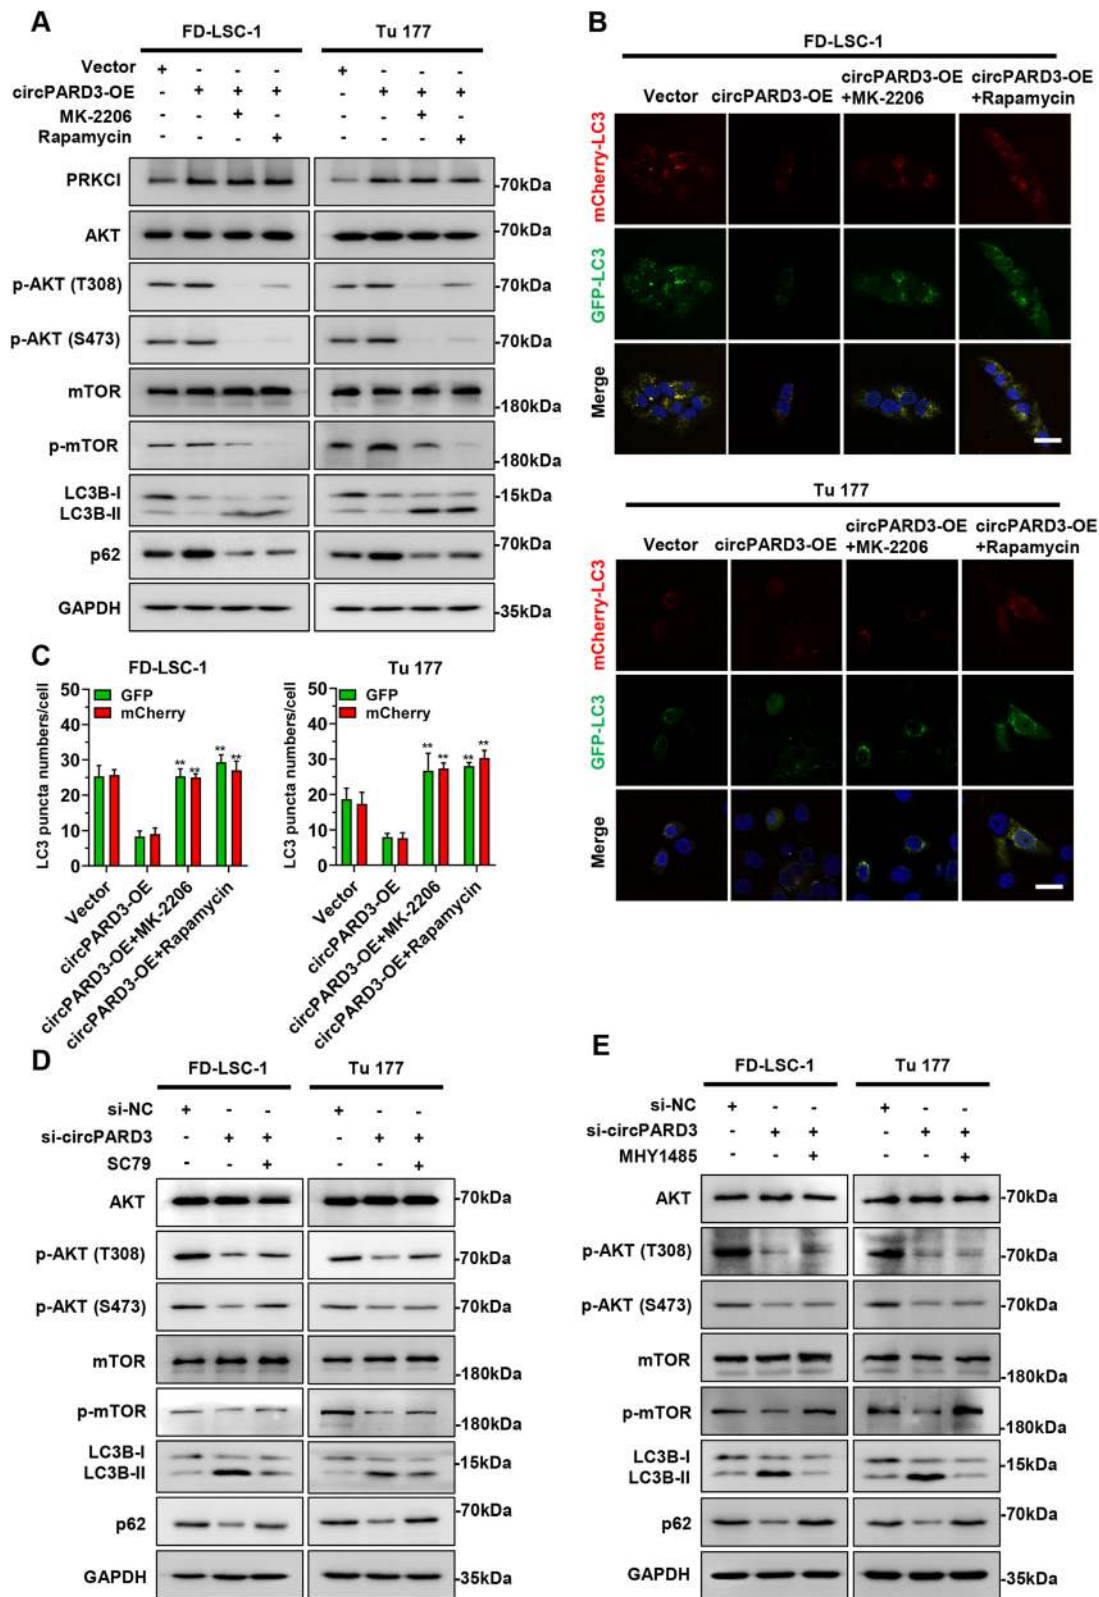 A
FD-LSC-1 Tu 177
Vector + - - - + - - -
circPARD3-OE - + + + - + + +
MK-2206 - - + - - - + -
Rapamycin - - - + - - - +
PRKCI -70kDa
AKT -70kDa
p-AKT (T308) -70kDa
p-AKT (S473) -70kDa
mTOR -180kDa
p-mTOR -180kDa
LC3B-I -15kDa
LC3B-II
p62 -70kDa
GAPDH -35kDa
B
FD-LSC-1
Vector circPARD3-OE circPARD3-OE +MK-2206 circPARD3-OE +Rapamycin
mCherry-LC3
GFP-LC3
Merge
Tu 177
Vector circPARD3-OE circPARD3-OE +MK-2206 circPARD3-OE +Rapamycin
mCherry-LC3
GFP-LC3
Merge
C
FD-LSC-1
LC3 puncta numbers/cell
50
40
30
20
10
0
GFP
mCherry
** ** ** **
Vector
circPARD3-OE
circPARD3-OE+MK-2206
circPARD3-OE+Rapamycin
Tu 177
LC3 puncta numbers/cell
50
40
30
20
10
0
GFP
mCherry
** ** ** **
Vector
circPARD3-OE
circPARD3-OE+MK-2206
circPARD3-OE+Rapamycin
D
FD-LSC-1 Tu 177
si-NC + - - + - -
si-circPARD3 - + + - + +
SC79 - - + - - +
AKT -70kDa
p-AKT (T308) -70kDa
p-AKT (S473) -70kDa
mTOR -180kDa
p-mTOR -180kDa
LC3B-I -15kDa
LC3B-II
p62 -70kDa
GAPDH -35kDa
E
FD-LSC-1 Tu 177
si-NC + - - + - -
si-circPARD3 - + + - + +
MHY1485 - - + - - +
AKT -70kDa
p-AKT (T308) -70kDa
p-AKT (S473) -70kDa
mTOR -180kDa
p-mTOR -180kDa
LC3B-I -15kDa
LC3B-II
p62 -70kDa
GAPDH -35kDa